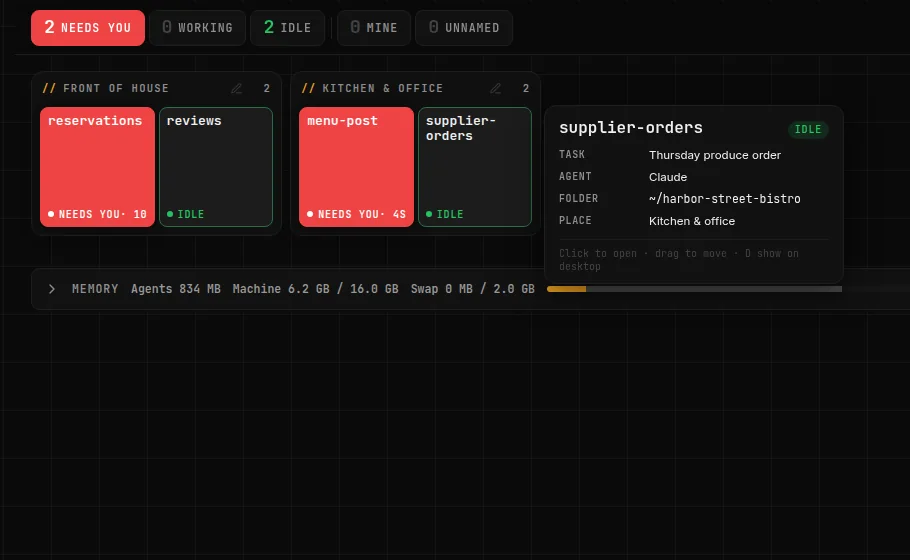 2 NEEDS YOU 0 WORKING 2 IDLE 0 MINE 0 UNNAMED
// FRONT OF HOUSE 2
reservations
NEEDS YOU· 10
reviews
IDLE
// KITCHEN & OFFICE 2
menu-post
NEEDS YOU· 4S
supplier-
orders
IDLE
supplier-orders IDLE
TASK Thursday produce order
AGENT Claude
FOLDER ~/harbor-street-bistro
PLACE Kitchen & office
Click to open · drag to move · D show on
desktop
MEMORY Agents 834 MB Machine 6.2 GB / 16.0 GB Swap 0 MB / 2.0 GB